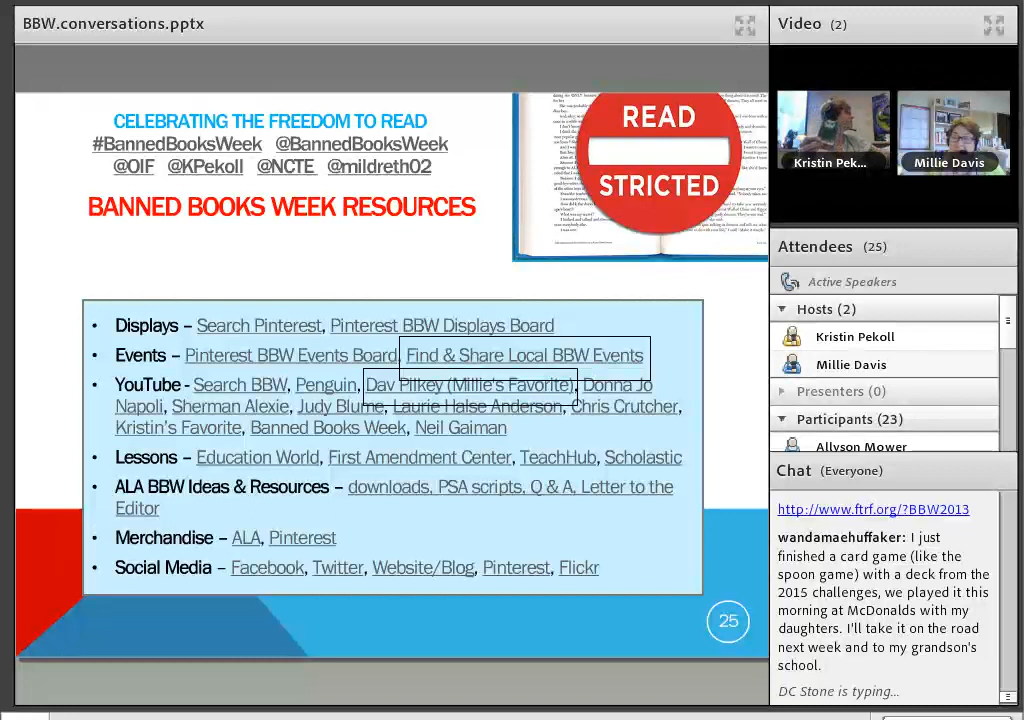 BBW.conversations.pptx
CELEBRATING THE FREEDOM TO READ
#BannedBooksWeek @BannedBooksWeek
@OIF @KPekoll @NCTE @mildreth02
BANNED BOOKS WEEK RESOURCES
READ
STRICTED
• Displays – Search Pinterest, Pinterest BBW Displays Board
• Events – Pinterest BBW Events Board, Find & Share Local BBW Events
• YouTube - Search BBW, Penguin, Dav Pilkey (Millie's Favorite), Donna Jo
Napoli, Sherman Alexie, Judy Blume, Laurie Halse Anderson, Chris Crutcher,
Kristin's Favorite, Banned Books Week, Neil Gaiman
• Lessons – Education World, First Amendment Center, TeachHub, Scholastic
• ALA BBW Ideas & Resources – downloads, PSA scripts, Q & A, Letter to the
Editor
• Merchandise – ALA, Pinterest
• Social Media – Facebook, Twitter, Website/Blog, Pinterest, Flickr
25
Video (2)
Kristin Pek...
Millie Davis
Attendees (25)
Active Speakers
Hosts (2)
Kristin Pekoll
Millie Davis
Presenters (0)
Participants (23)
Allyson Mower
Chat (Everyone)
http://www.ftrf.org/?BBW2013
wandamaehuffaker: I just
finished a card game (like the
spoon game) with a deck from the
2015 challenges, we played it this
morning at McDonalds with my
daughters. I'll take it on the road
next week and to my grandson's
school.
DC Stone is typing...